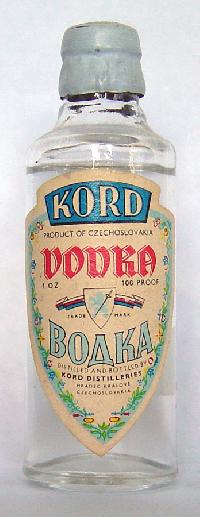 KORD
PRODUCT OF CZECHOSLOVAKIA
VODKA
1 OZ 100 PROOF
TRADE MARK
ВОДКА
DISTILLED AND BOTTLED BY
KORD DISTILLERIES
HRADEC KRALOVE
CZECHOSLOVAKIA